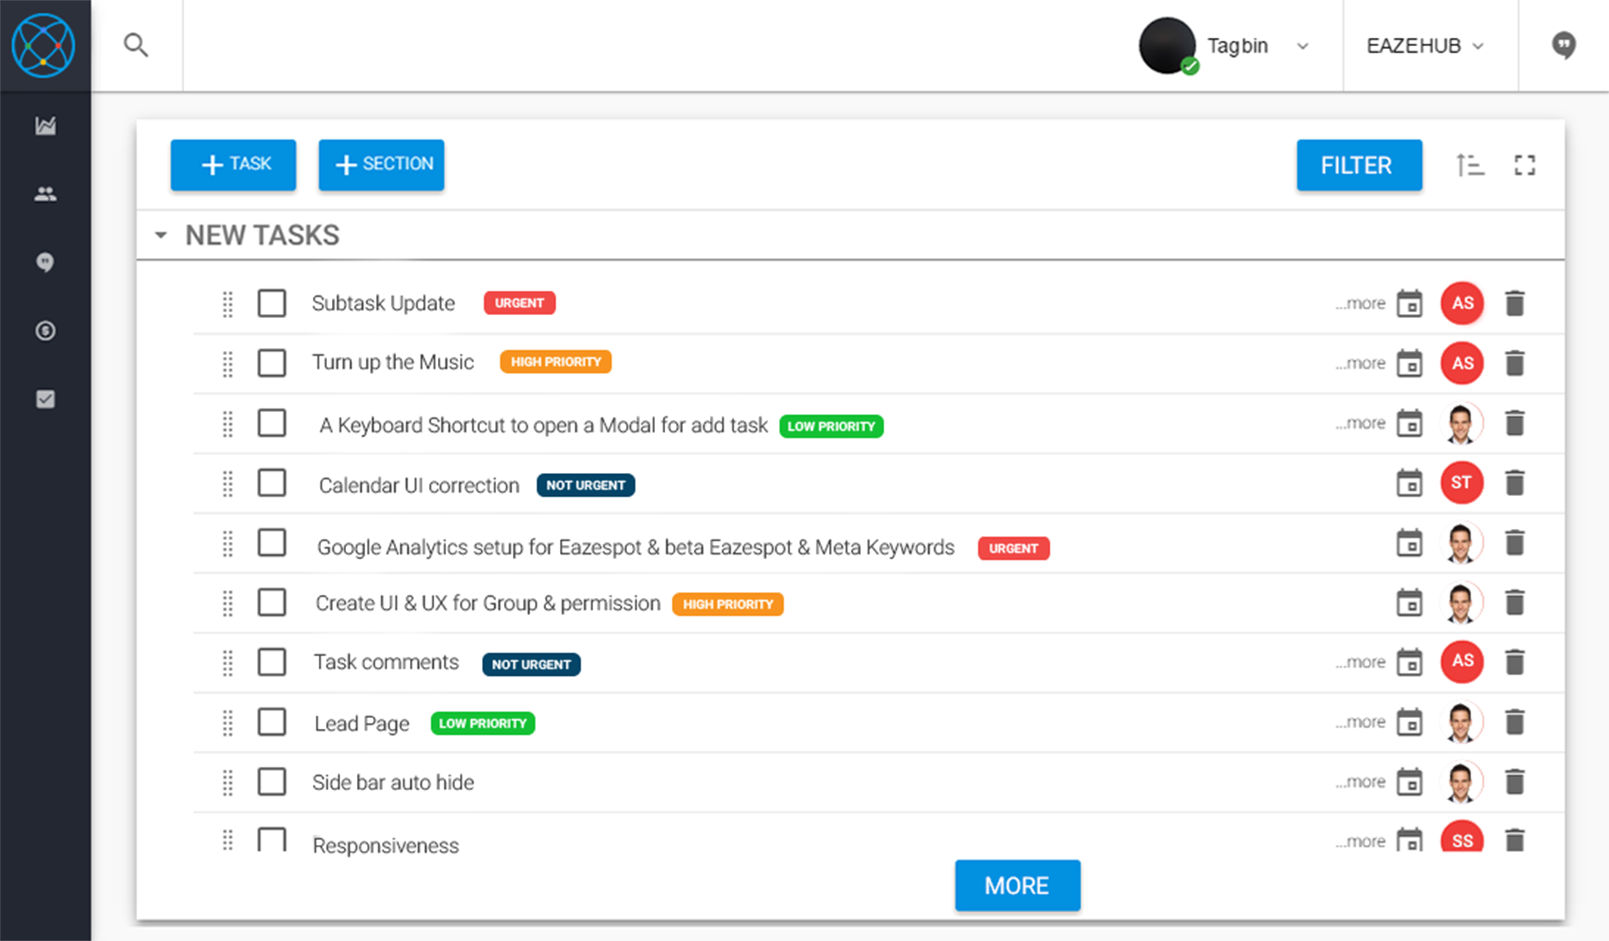 Tagbin
EAZEHUB
+ TASK
+ SECTION
FILTER
NEW TASKS
Subtask Update URGENT ...more AS
Turn up the Music HIGH PRIORITY ...more AS
A Keyboard Shortcut to open a Modal for add task LOW PRIORITY ...more
Calendar UI correction NOT URGENT ST
Google Analytics setup for Eazespot & beta Eazespot & Meta Keywords URGENT
Create UI & UX for Group & permission HIGH PRIORITY
Task comments NOT URGENT ...more AS
Lead Page LOW PRIORITY ...more
Side bar auto hide ...more
Responsiveness ...more SS
MORE